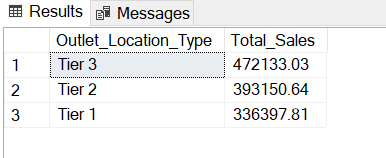 Results Messages
Outlet_Location_Type Total_Sales
1 Tier 3 472133.03
2 Tier 2 393150.64
3 Tier 1 336397.81